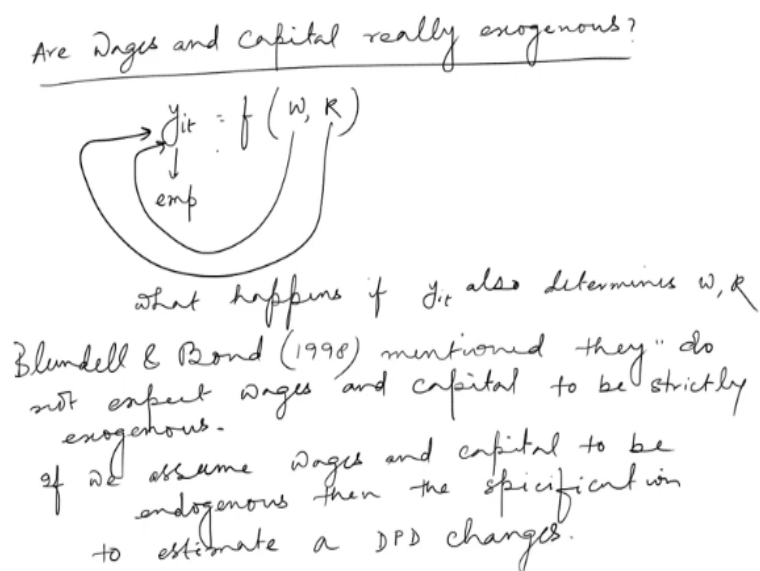 Are Wages and Capital really exogenous?
yit = f (W, R)
emp
What happens if yit also determines W, R
Blundell & Bond (1998) mentioned they " do
not expect wages and capital to be strictly
exogenous.
If we assume wages and capital to be
endogenous then the specification
to estimate a DPD changes.